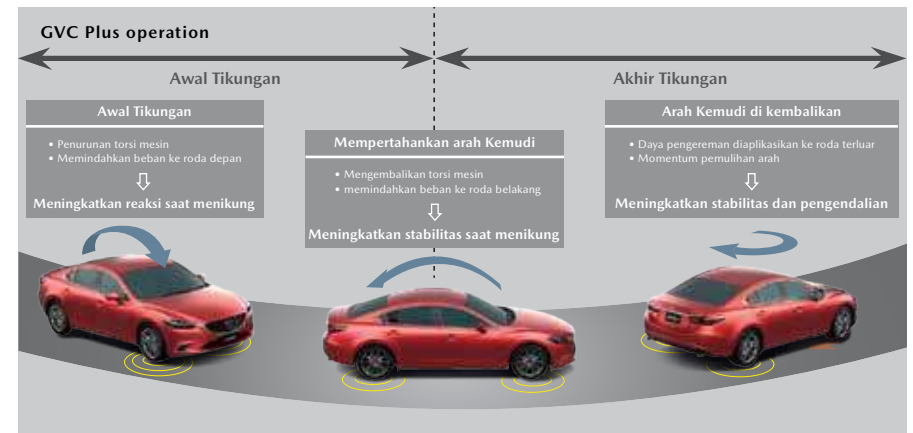 GVC Plus operation
Awal Tikungan
Akhir Tikungan
Awal Tikungan
• Penurunan torsi mesin
• Memindahkan beban ke roda depan
Meningkatkan reaksi saat menikung
Mempertahankan arah Kemudi
• Mengembalikan torsi mesin
• memindahkan beban ke roda belakang
Meningkatkan stabilitas saat menikung
Arah Kemudi di kembalikan
• Daya pengereman diaplikasikan ke roda terluar
• Momentum pemulihan arah
Meningkatkan stabilitas dan pengendalian